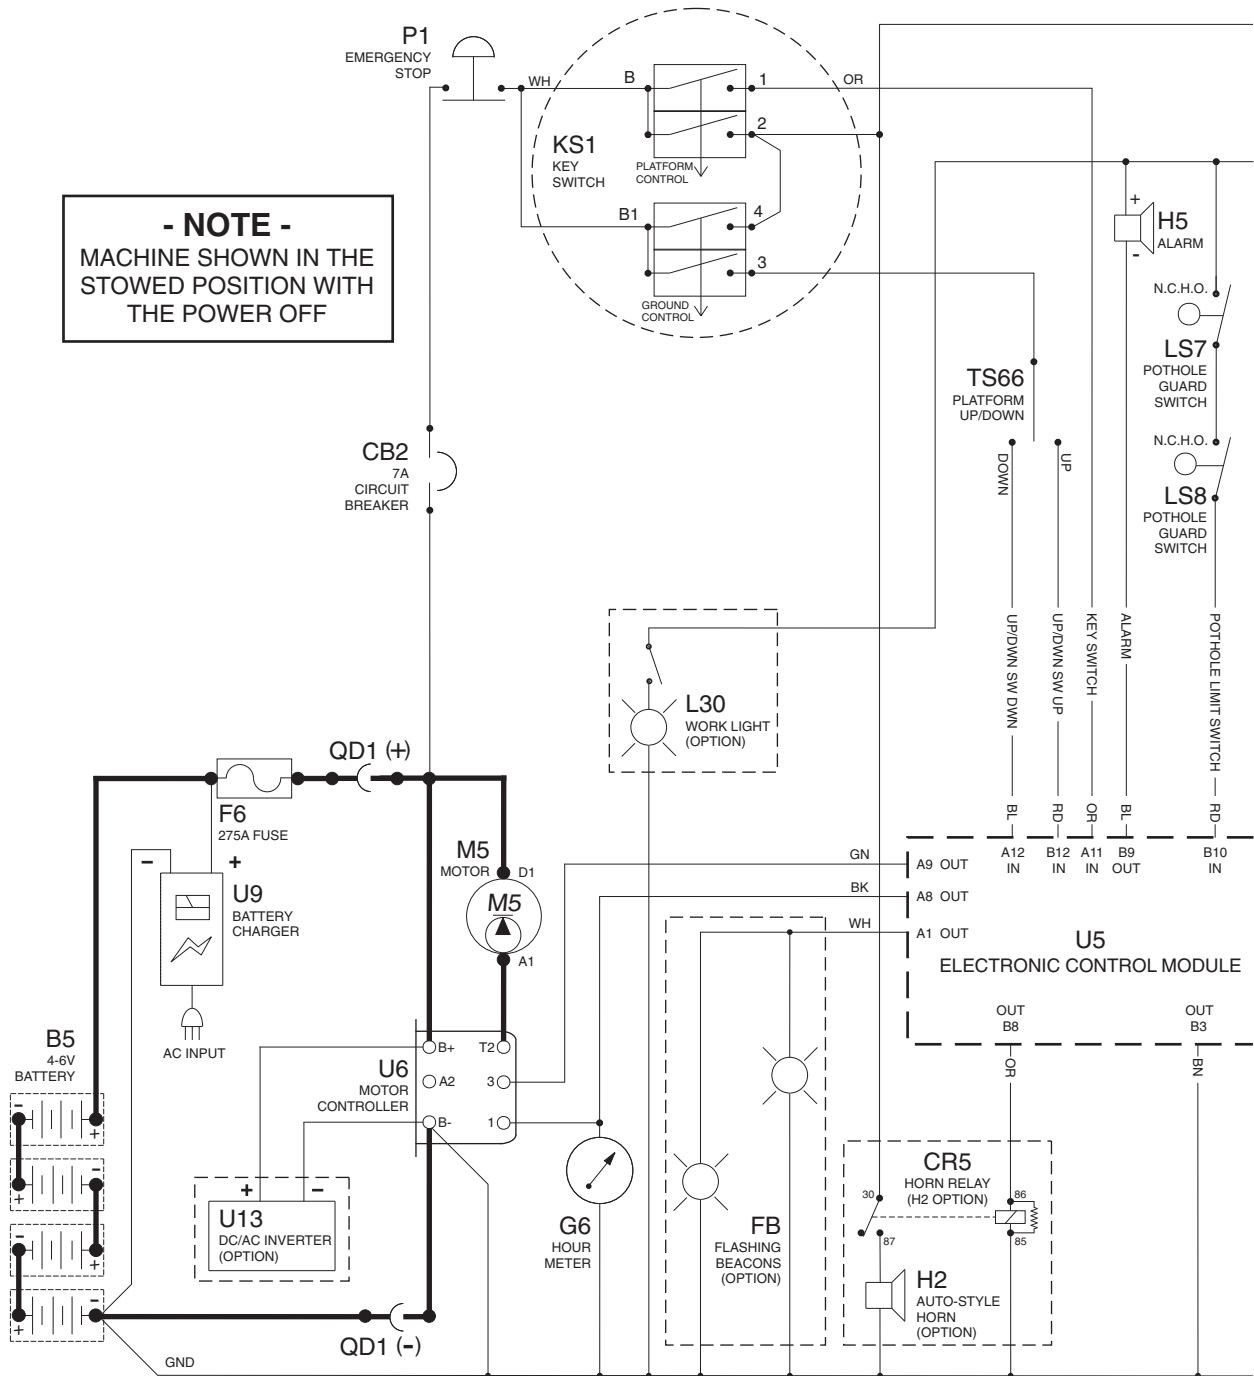 P1
EMERGENCY
STOP
WH
B
1
OR
2
KS1
KEY
SWITCH
PLATFORM
CONTROL
B1
4
3
GROUND
CONTROL
- NOTE -
MACHINE SHOWN IN THE
STOWED POSITION WITH
THE POWER OFF
+
H5
ALARM
-
N.C.H.O.
LS7
POTHOLE
GUARD
SWITCH
TS66
PLATFORM
UP/DOWN
DOWN
UP
N.C.H.O.
LS8
POTHOLE
GUARD
SWITCH
CB2
7A
CIRCUIT
BREAKER
UP/DWN SW DWN
UP/DWN SW UP
KEY SWITCH
ALARM
POTHOLE LIMIT SWITCH
L30
WORK LIGHT
(OPTION)
QD1 (+)
F6
275A FUSE
BL
RD
OR
BL
RD
- +
U9
BATTERY
CHARGER
AC INPUT
M5
MOTOR
D1
M5
A1
GN
BK
WH
A9 OUT
A8 OUT
A1 OUT
A12
IN
B12
IN
A11
IN
B9
OUT
B10
IN
U5
ELECTRONIC CONTROL MODULE
OUT
B8
OUT
B3
OR
BN
B5
4-6V
BATTERY
- +
+ -
- +
+ -
U6
MOTOR
CONTROLLER
B+
T2
A2
3
B-
1
+ -
U13
DC/AC INVERTER
(OPTION)
G6
HOUR
METER
FB
FLASHING
BEACONS
(OPTION)
CR5
HORN RELAY
(H2 OPTION)
30
86
87
85
H2
AUTO-STYLE
HORN
(OPTION)
QD1 (-)
GND